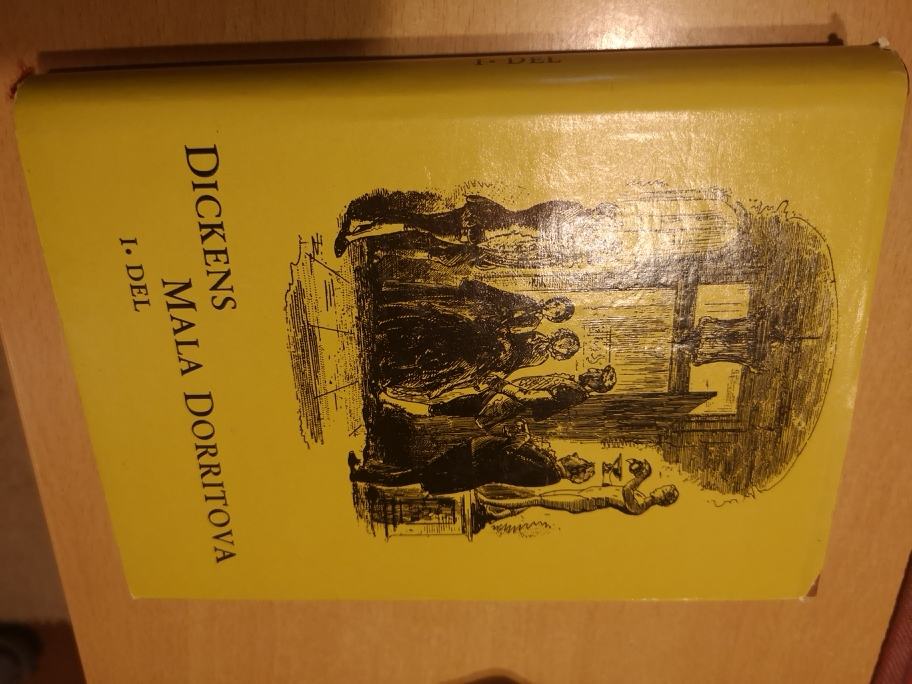 I. DEL
DICKENS
MALA DORRITOVA
I. DEL